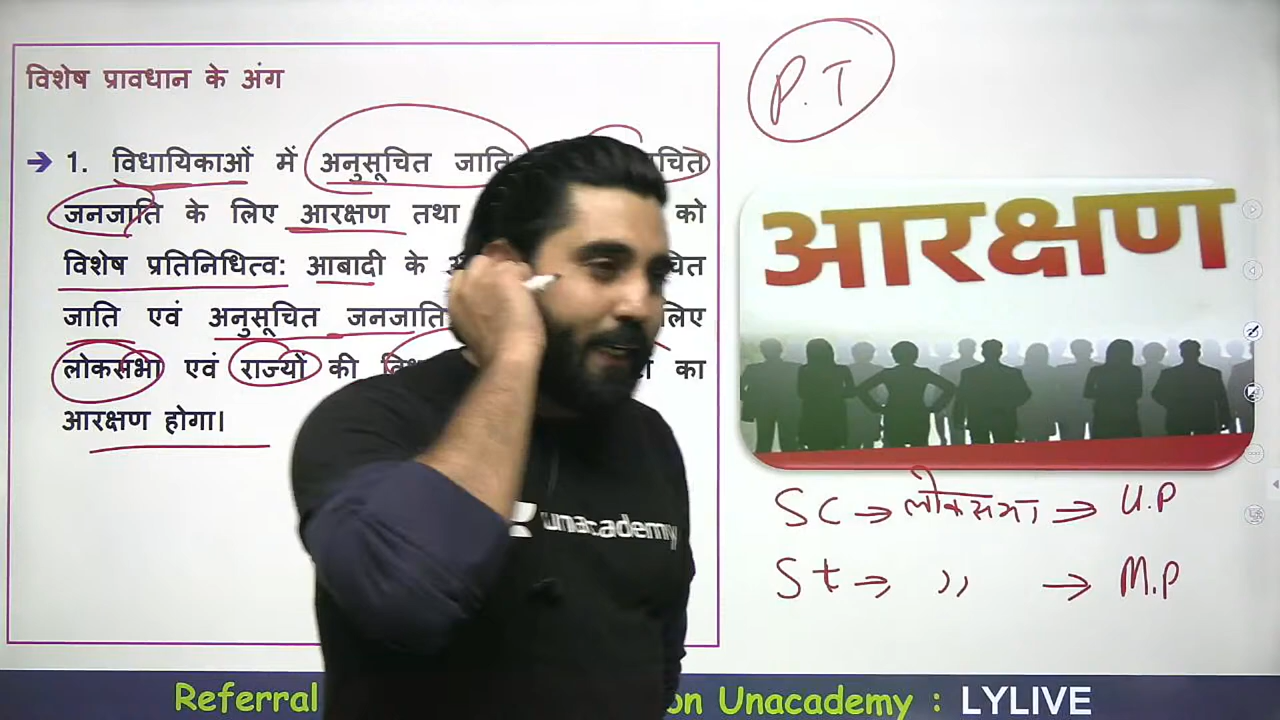 विशेष प्रावधान के अंग
→ 1. विधायिकाओं में अनुसूचित जाति
जनजाति के लिए आरक्षण तथा को
विशेष प्रतिनिधित्व: आबादी के
जाति एवं अनुसूचित जनजाति लिए
लोकसभा एवं राज्यों की का
आरक्षण होगा।
P.T
आरक्षण
SC → लोकसभा → U.P
St → ,, → M.P
unacademy
Referral on Unacademy : LYLIVE